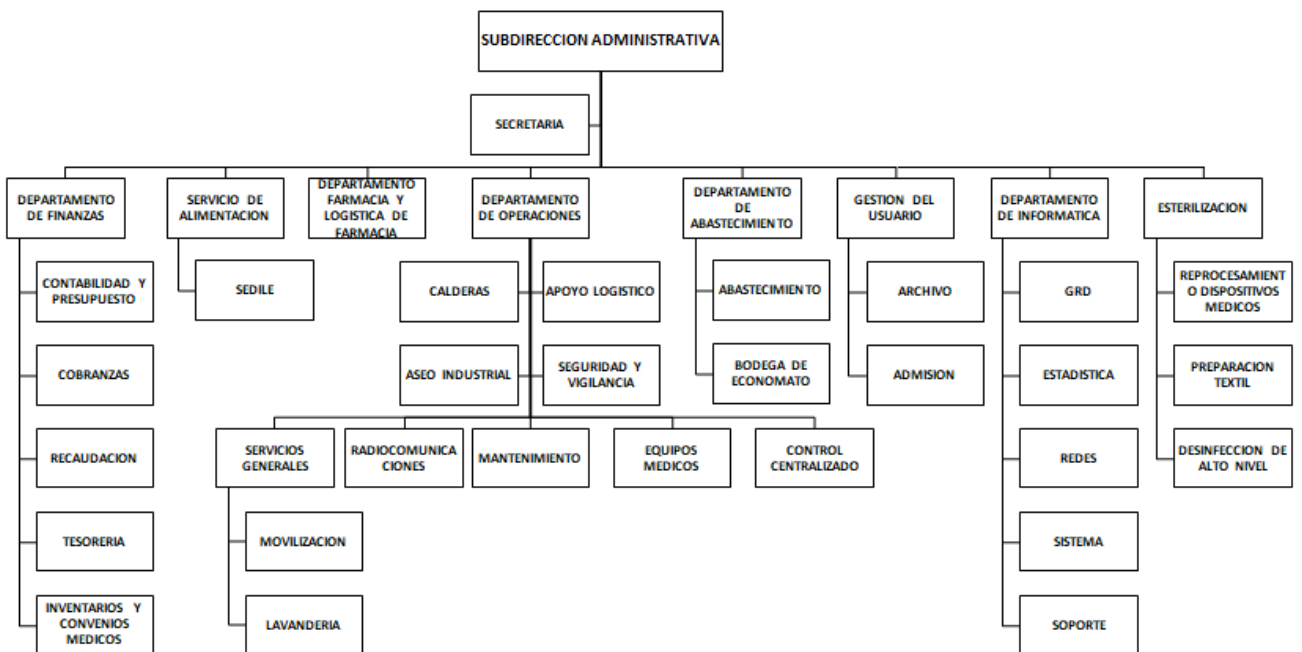 SUBDIRECCION ADMINISTRATIVA
SECRETARIA
DEPARTAMENTO
DE FINANZAS
SERVICIO DE
ALIMENTACION
DEPARTAMENTO
FARMACIA Y
LOGISTICA DE
FARMACIA
DEPARTAMENTO
DE OPERACIONES
DEPARTAMENTO
DE
ABASTECIMIENTO
GESTION DEL
USUARIO
DEPARTAMENTO
DE INFORMATICA
ESTERILIZACION
CONTABILIDAD Y
PRESUPUESTO
SEDILE
CALDERAS
APOYO LOGISTICO
ABASTECIMIENTO
ARCHIVO
GRD
REPROCESAMIENT
O DISPOSITIVOS
MEDICOS
COBRANZAS
ASEO INDUSTRIAL
SEGURIDAD Y
VIGILANCIA
BODEGA DE
ECONOMATO
ADMISION
ESTADISTICA
PREPARACION
TEXTIL
RECAUDACION
SERVICIOS
GENERALES
RADIOCOMUNICA
CIONES
MANTENIMIENTO
EQUIPOS
MEDICOS
CONTROL
CENTRALIZADO
REDES
DESINFECCION DE
ALTO NIVEL
TESORERIA
MOVILIZACION
SISTEMA
INVENTARIOS Y
CONVENIOS
MEDICOS
LAVANDERIA
SOPORTE